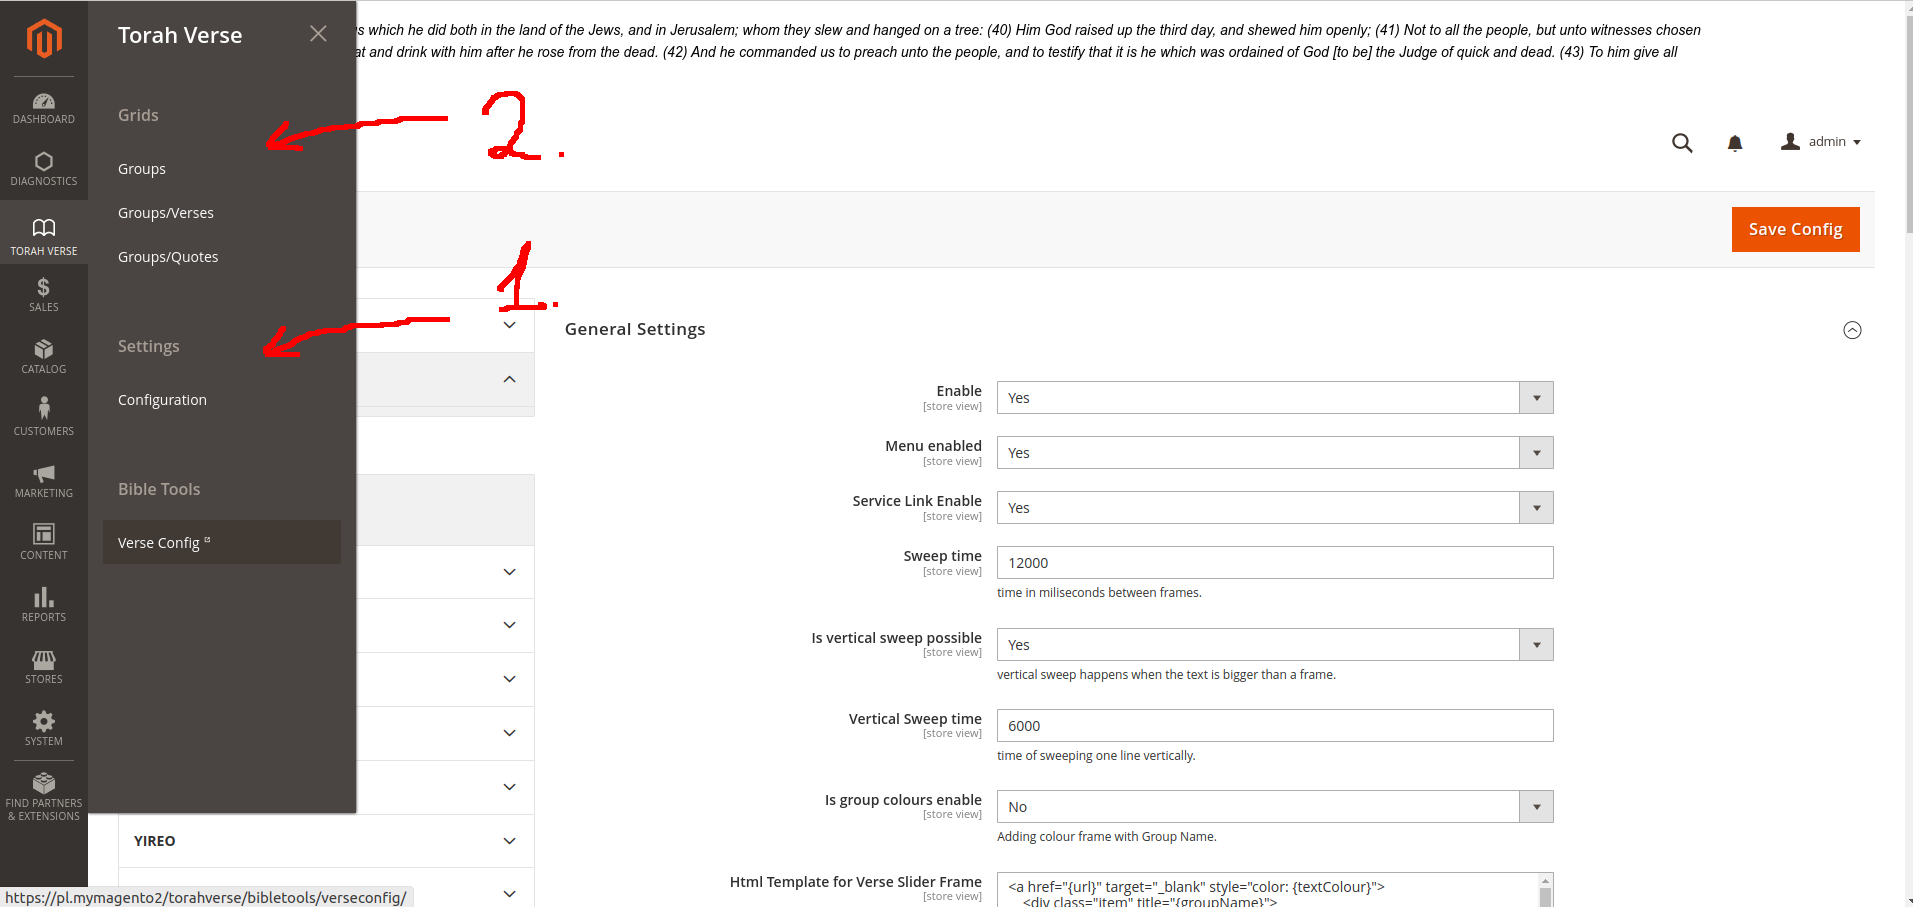 Torah Verse
s which he did both in the land of the Jews, and in Jerusalem; whom they slew and hanged on a tree: (40) Him God raised up the third day, and shewed him openly; (41) Not to all the people, but unto witnesses chosen
at and drink with him after he rose from the dead. (42) And he commanded us to preach unto the people, and to testify that it is he which was ordained of God [to be] the Judge of quick and dead. (43) To him give all
DASHBOARD
DIAGNOSTICS
TORAH VERSE
SALES
CATALOG
CUSTOMERS
MARKETING
CONTENT
REPORTS
STORES
SYSTEM
FIND PARTNERS
& EXTENSIONS
Grids
Groups
Groups/Verses
Groups/Quotes
Settings
Configuration
Bible Tools
Verse Config
2.
1.
admin
Save Config
YIREO
General Settings
Enable
[store view]
Yes
Menu enabled
[store view]
Yes
Service Link Enable
[store view]
Yes
Sweep time
[store view]
12000
time in miliseconds between frames.
Is vertical sweep possible
[store view]
Yes
vertical sweep happens when the text is bigger than a frame.
Vertical Sweep time
[store view]
6000
time of sweeping one line vertically.
Is group colours enable
[store view]
No
Adding colour frame with Group Name.
Html Template for Verse Slider Frame
[store view]
<a href="{url}" target="_blank" style="color: {textColour}">
<div class="item" title="{groupName}">
https://pl.mymagento2/torahverse/bibletools/verseconfig/